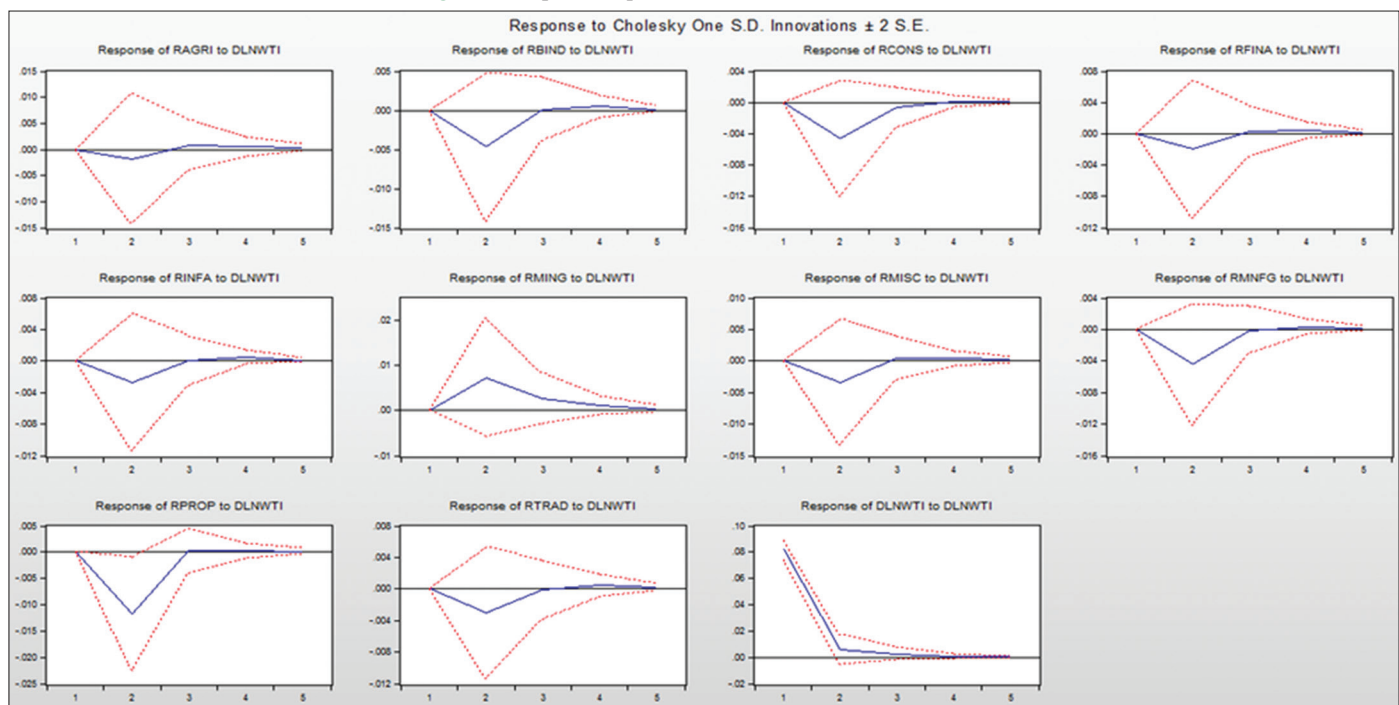 Response to Cholesky One S.D. Innovations ± 2 S.E.
Response of RAGRI to DLNWTI
.015
.010
.005
.000
-.005
-.010
-.015
1 2 3 4 5
Response of RBIND to DLNWTI
.005
.000
-.005
-.010
-.015
1 2 3 4 5
Response of RCONS to DLNWTI
.004
.000
-.004
-.008
-.012
-.016
1 2 3 4 5
Response of RFINA to DLNWTI
.008
.004
.000
-.004
-.008
-.012
1 2 3 4 5
Response of RINFA to DLNWTI
.008
.004
.000
-.004
-.008
-.012
1 2 3 4 5
Response of RMING to DLNWTI
.02
.01
.00
-.01
1 2 3 4 5
Response of RMISC to DLNWTI
.010
.005
.000
-.005
-.010
-.015
1 2 3 4 5
Response of RMNFG to DLNWTI
.004
.000
-.004
-.008
-.012
-.016
1 2 3 4 5
Response of RPROP to DLNWTI
.005
.000
-.005
-.010
-.015
-.020
-.025
1 2 3 4 5
Response of RTRAD to DLNWTI
.008
.004
.000
-.004
-.008
-.012
1 2 3 4 5
Response of DLNWTI to DLNWTI
.10
.08
.06
.04
.02
.00
-.02
1 2 3 4 5